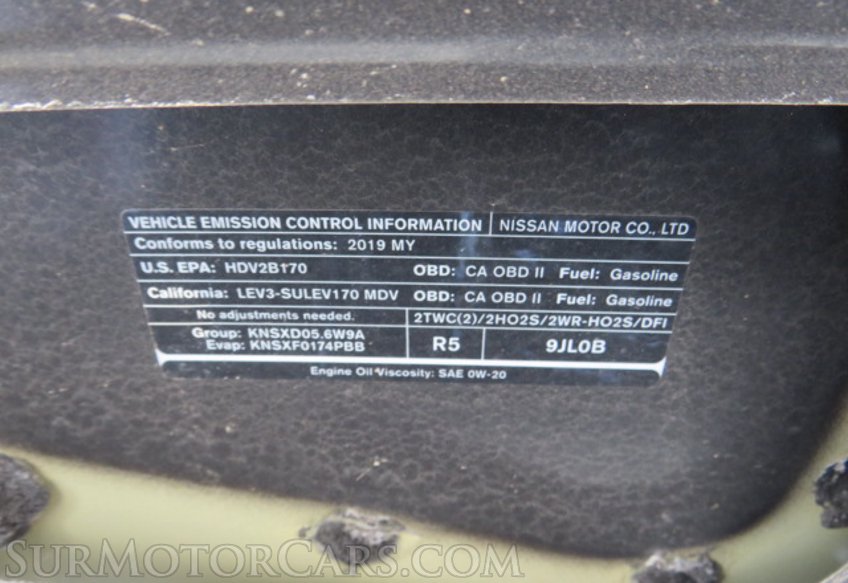 VEHICLE EMISSION CONTROL INFORMATION NISSAN MOTOR CO., LTD
Conforms to regulations: 2019 MY
U.S. EPA: HDV2B170 OBD: CA OBD II Fuel: Gasoline
California: LEV3-SULEV170 MDV OBD: CA OBD II Fuel: Gasoline
No adjustments needed. 2TWC(2)/2HO2S/2WR-HO2S/DFI
Group: KNSXD05.6W9A
Evap: KNSXF0174PBB R5 9JL0B
Engine Oil Viscosity: SAE 0W-20
SurMotorCars.com